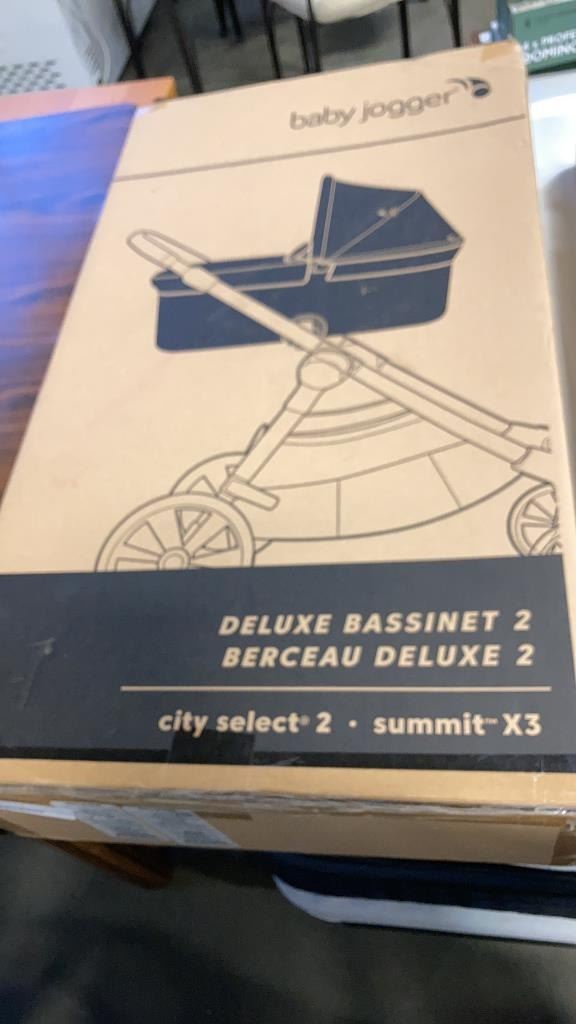 baby jogger
DELUXE BASSINET 2
BERCEAU DELUXE 2
city select® 2 • summit™ X3